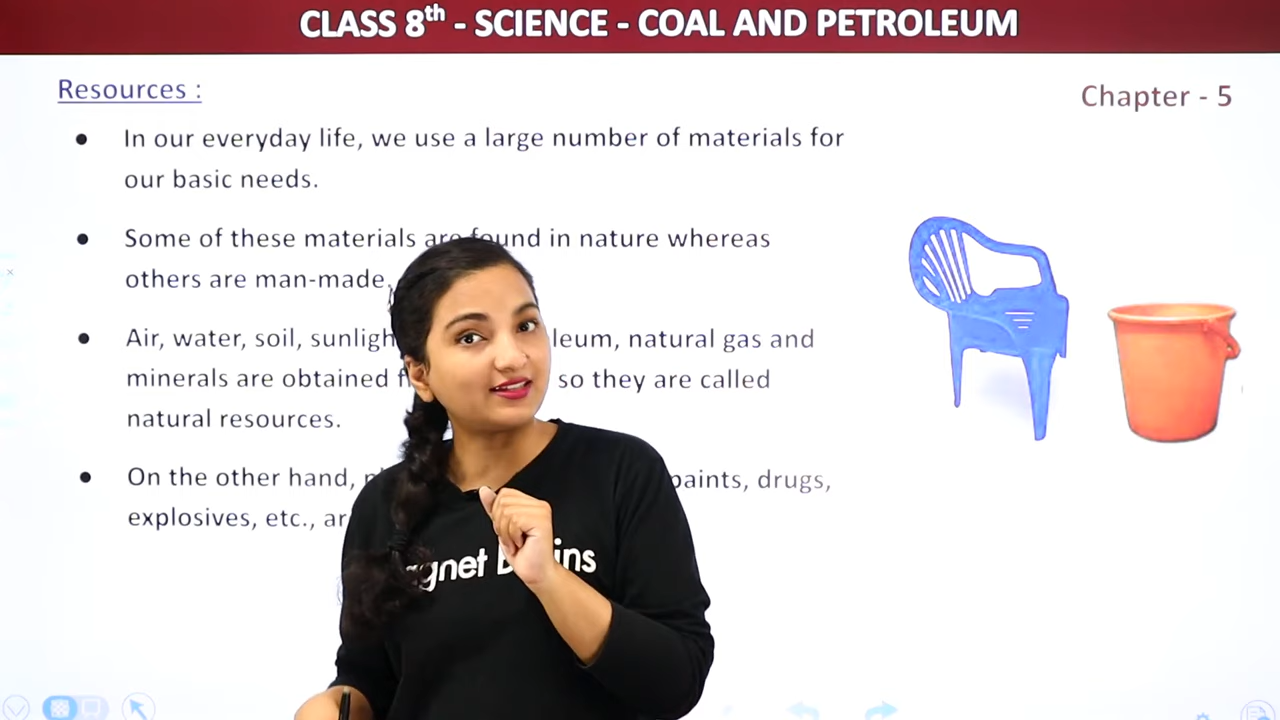 CLASS 8th - SCIENCE - COAL AND PETROLEUM
Resources :
Chapter - 5
● In our everyday life, we use a large number of materials for
our basic needs.
● Some of these materials are found in nature whereas
others are man-made.
● Air, water, soil, sunligh leum, natural gas and
minerals are obtained f so they are called
natural resources.
● On the other hand, paints, drugs,
explosives, etc., ar
gnet B ins